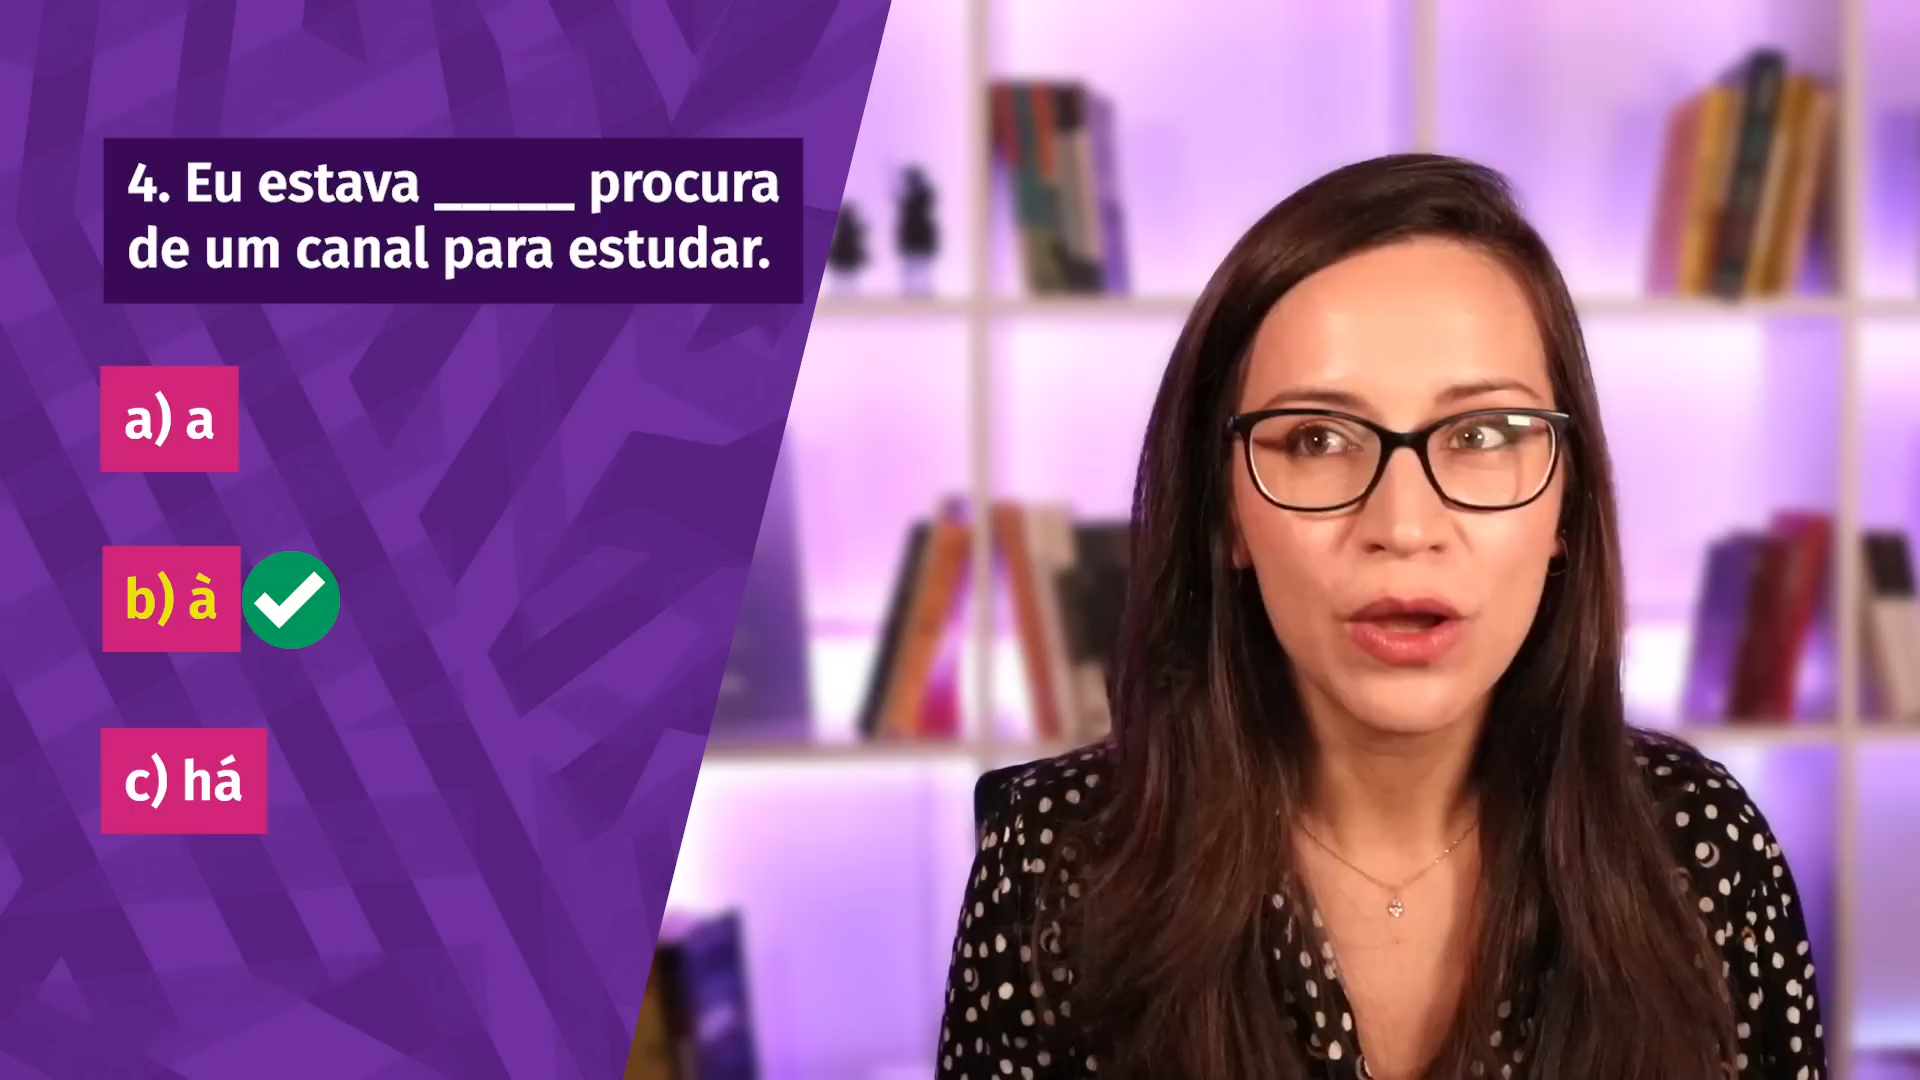 4. Eu estava _____ procura
de um canal para estudar.
a) a
b) à
c) há